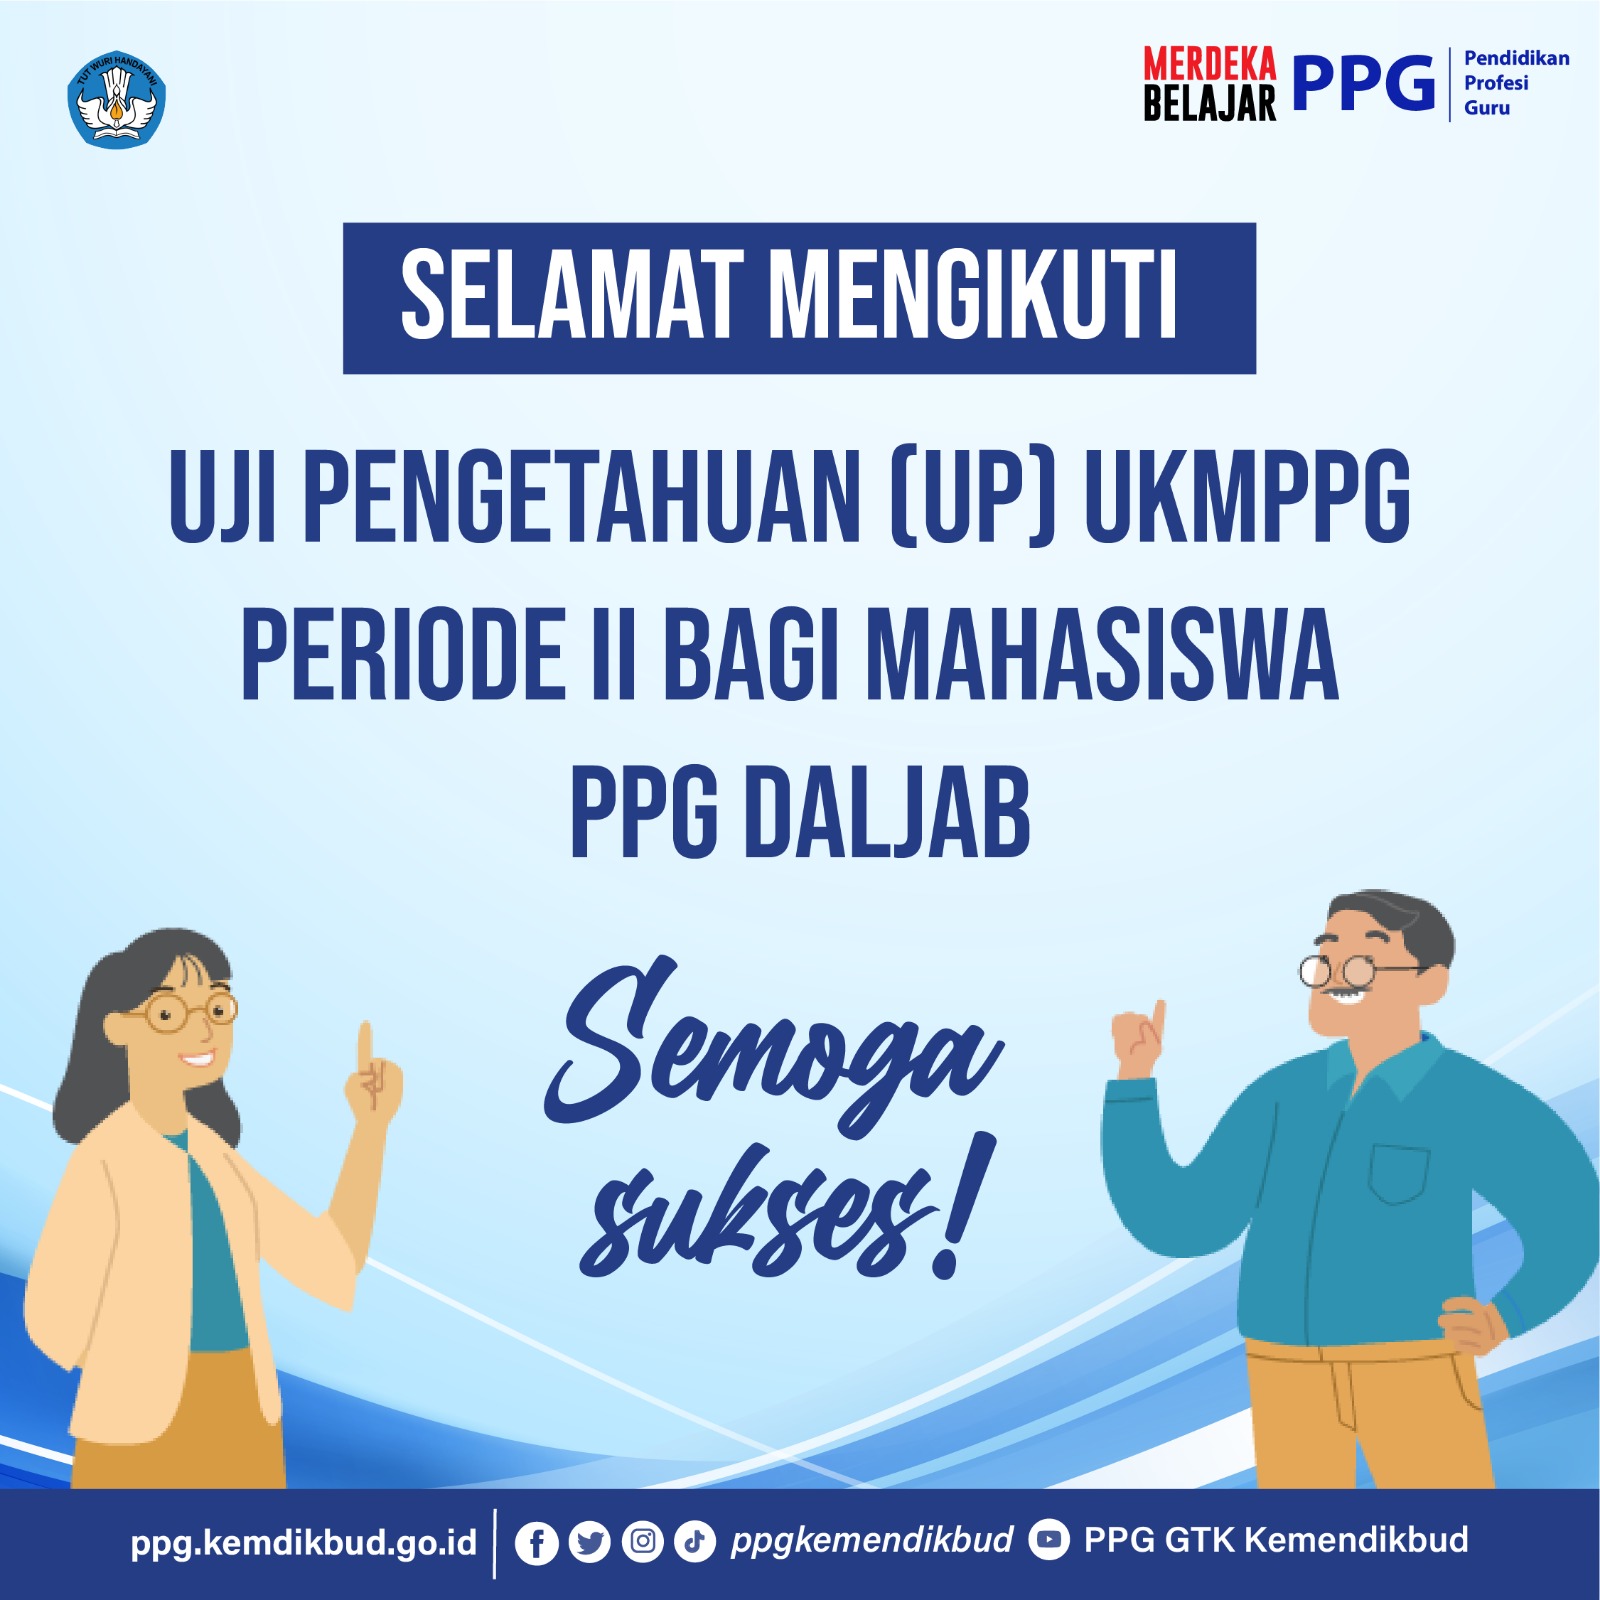 TUT WURI HANDAYANI
MERDEKA
BELAJAR
PPG
Pendidikan
Profesi
Guru
SELAMAT MENGIKUTI
UJI PENGETAHUAN (UP) UKMPPG
PERIODE II BAGI MAHASISWA
PPG DALJAB
Semoga
sukses!
ppg.kemdikbud.go.id
ppgkemendikbud
PPG GTK Kemendikbud